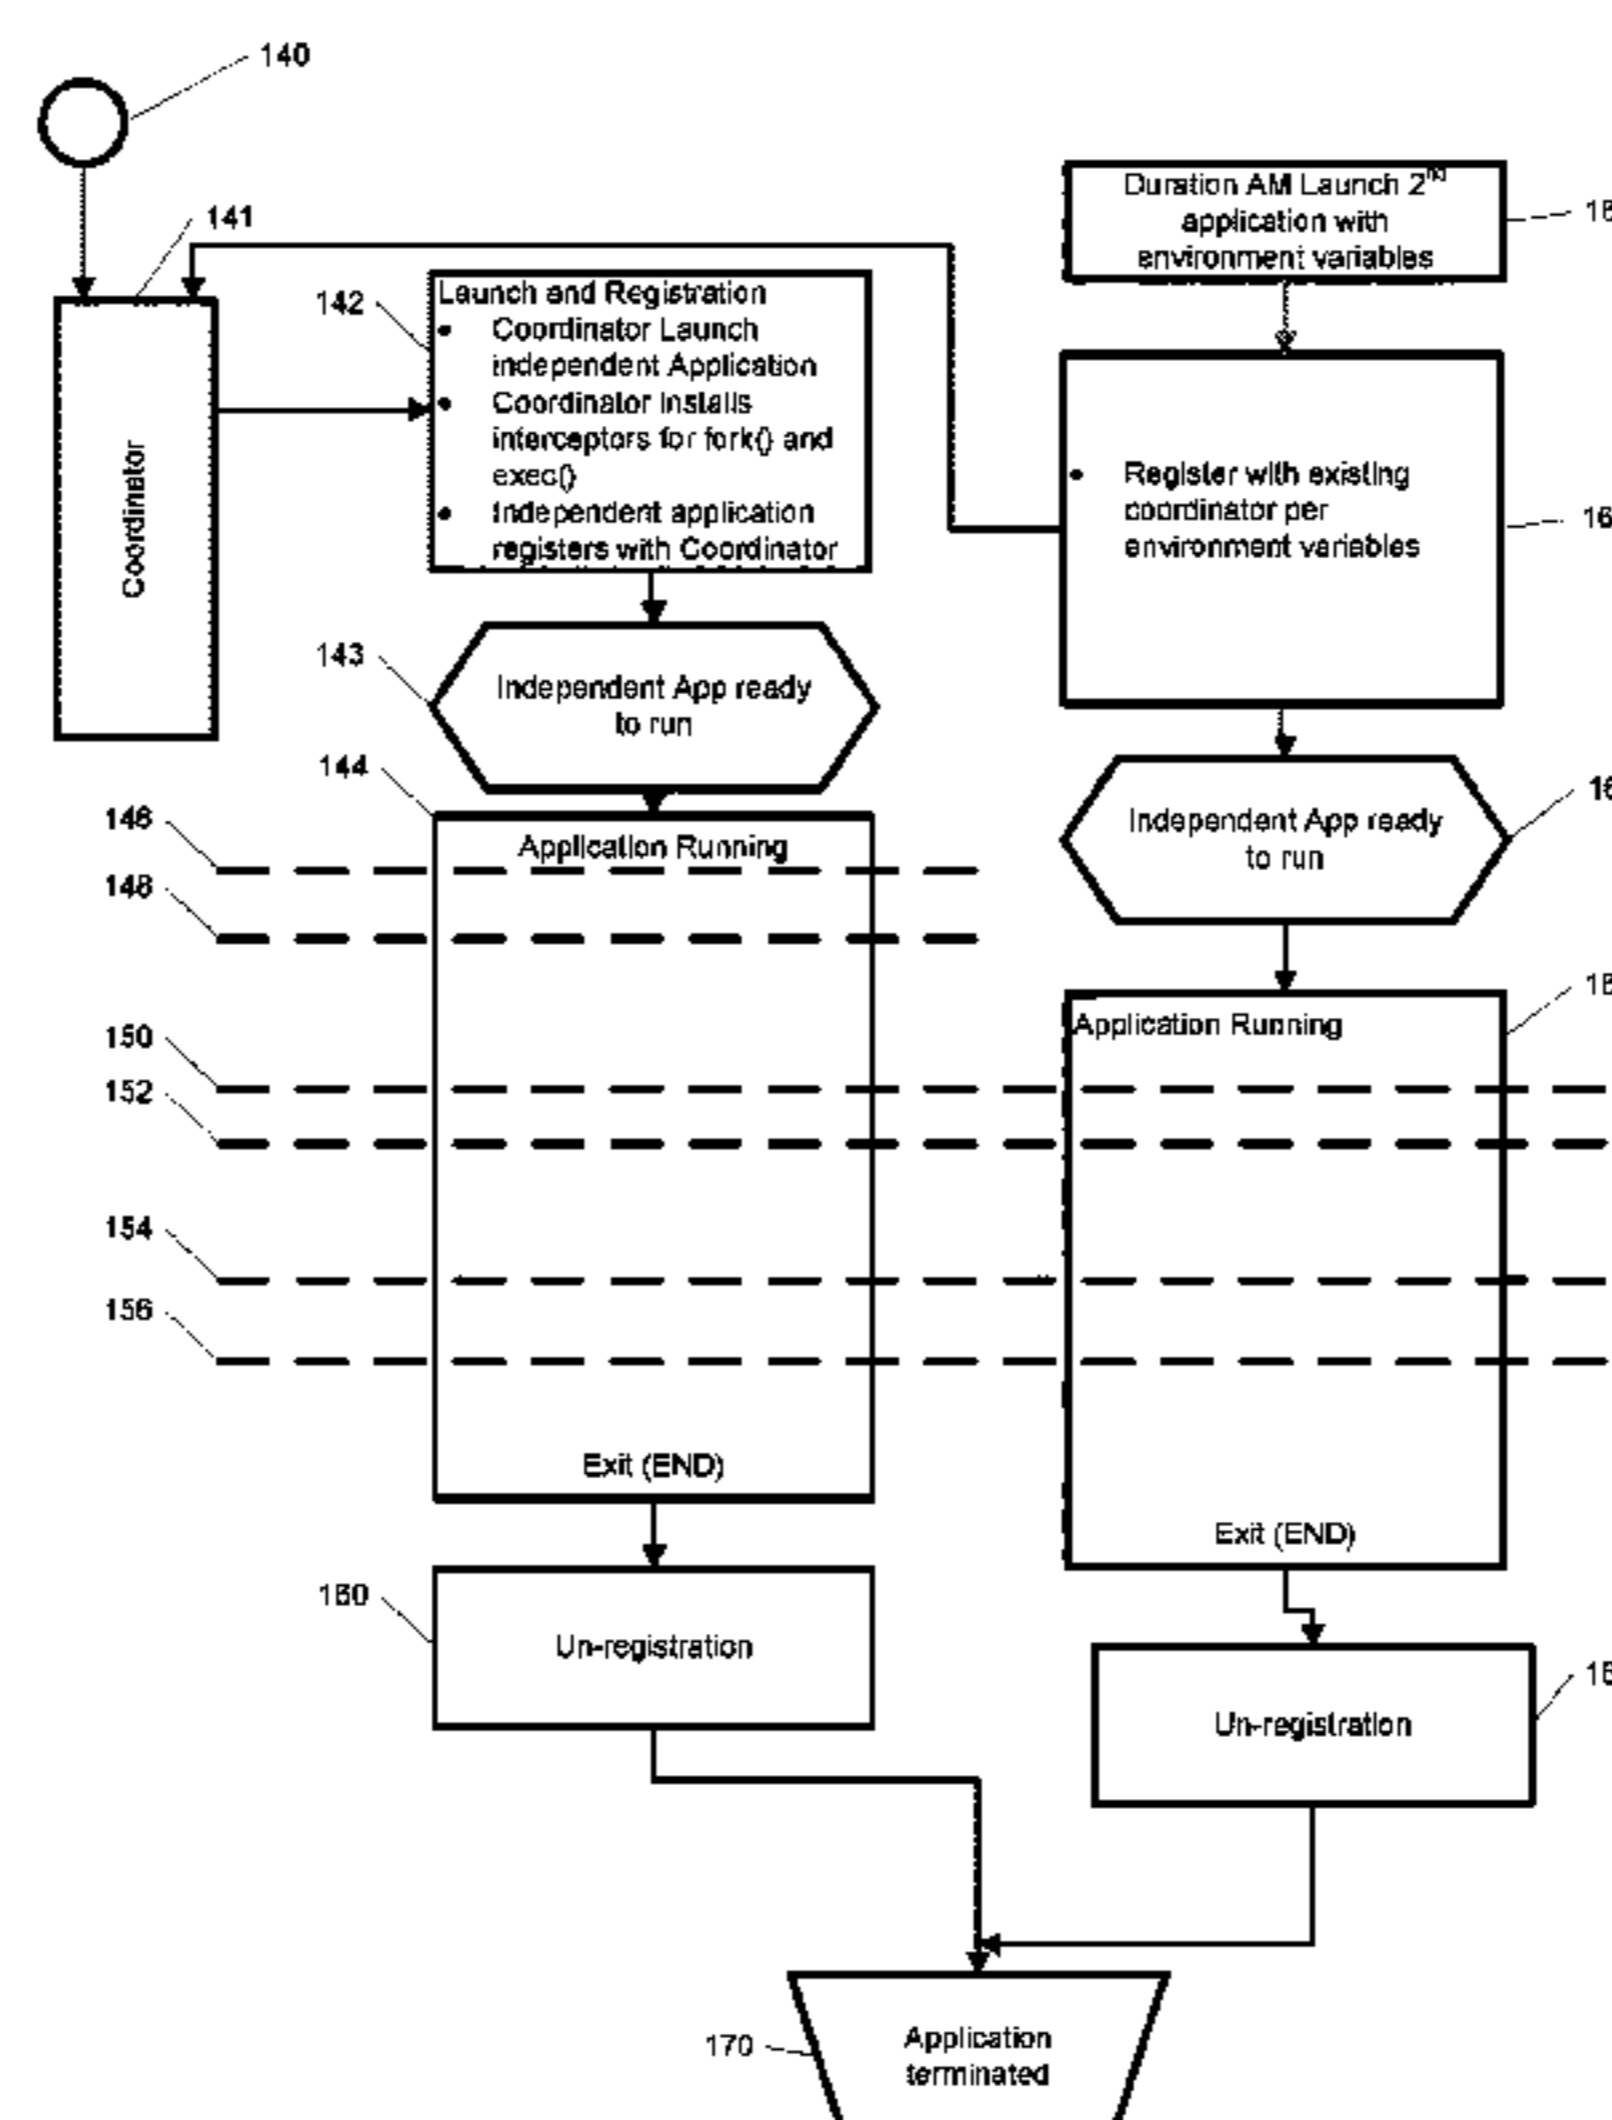 140
141
Duration AM Launch 2nd
application with
environment variables
142
Launch and Registration
• Coordinator Launch
independent Application
• Coordinator Installs
interceptors for fork() and
exec()
• Independent application
registers with Coordinator
Coordinator
• Register with existing
coordinator per
environment variables
143
Independent App ready
to run
144
Independent App ready
to run
146
Application Running
148
150
Application Running
152
154
156
Exit (END)
Exit (END)
160
Un-registration
Un-registration
170
Application
terminated